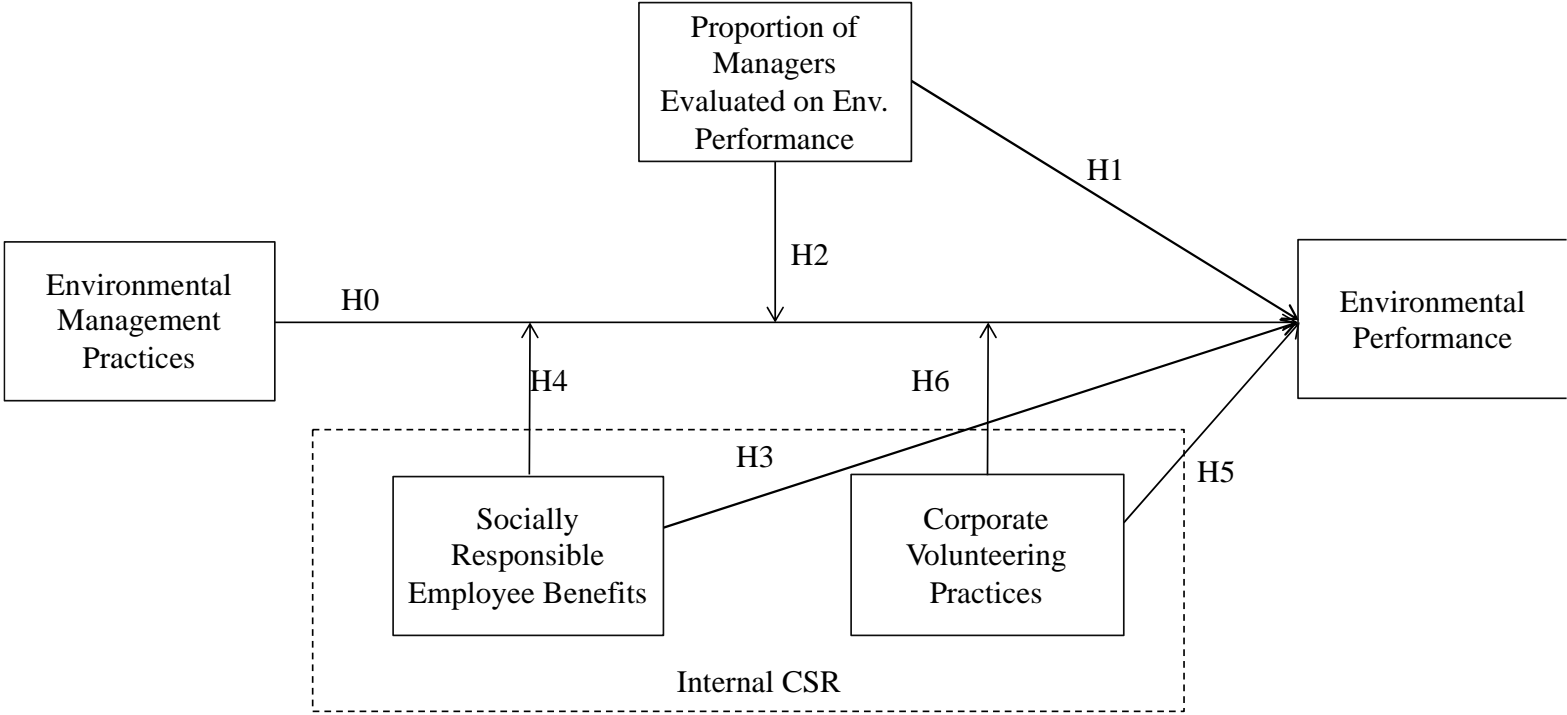 Proportion of
Managers
Evaluated on Env.
Performance
H1
H2
Environmental
Management
Practices
H0
Environmental
Performance
H4
H6
H3
H5
Socially
Responsible
Employee Benefits
Corporate
Volunteering
Practices
Internal CSR